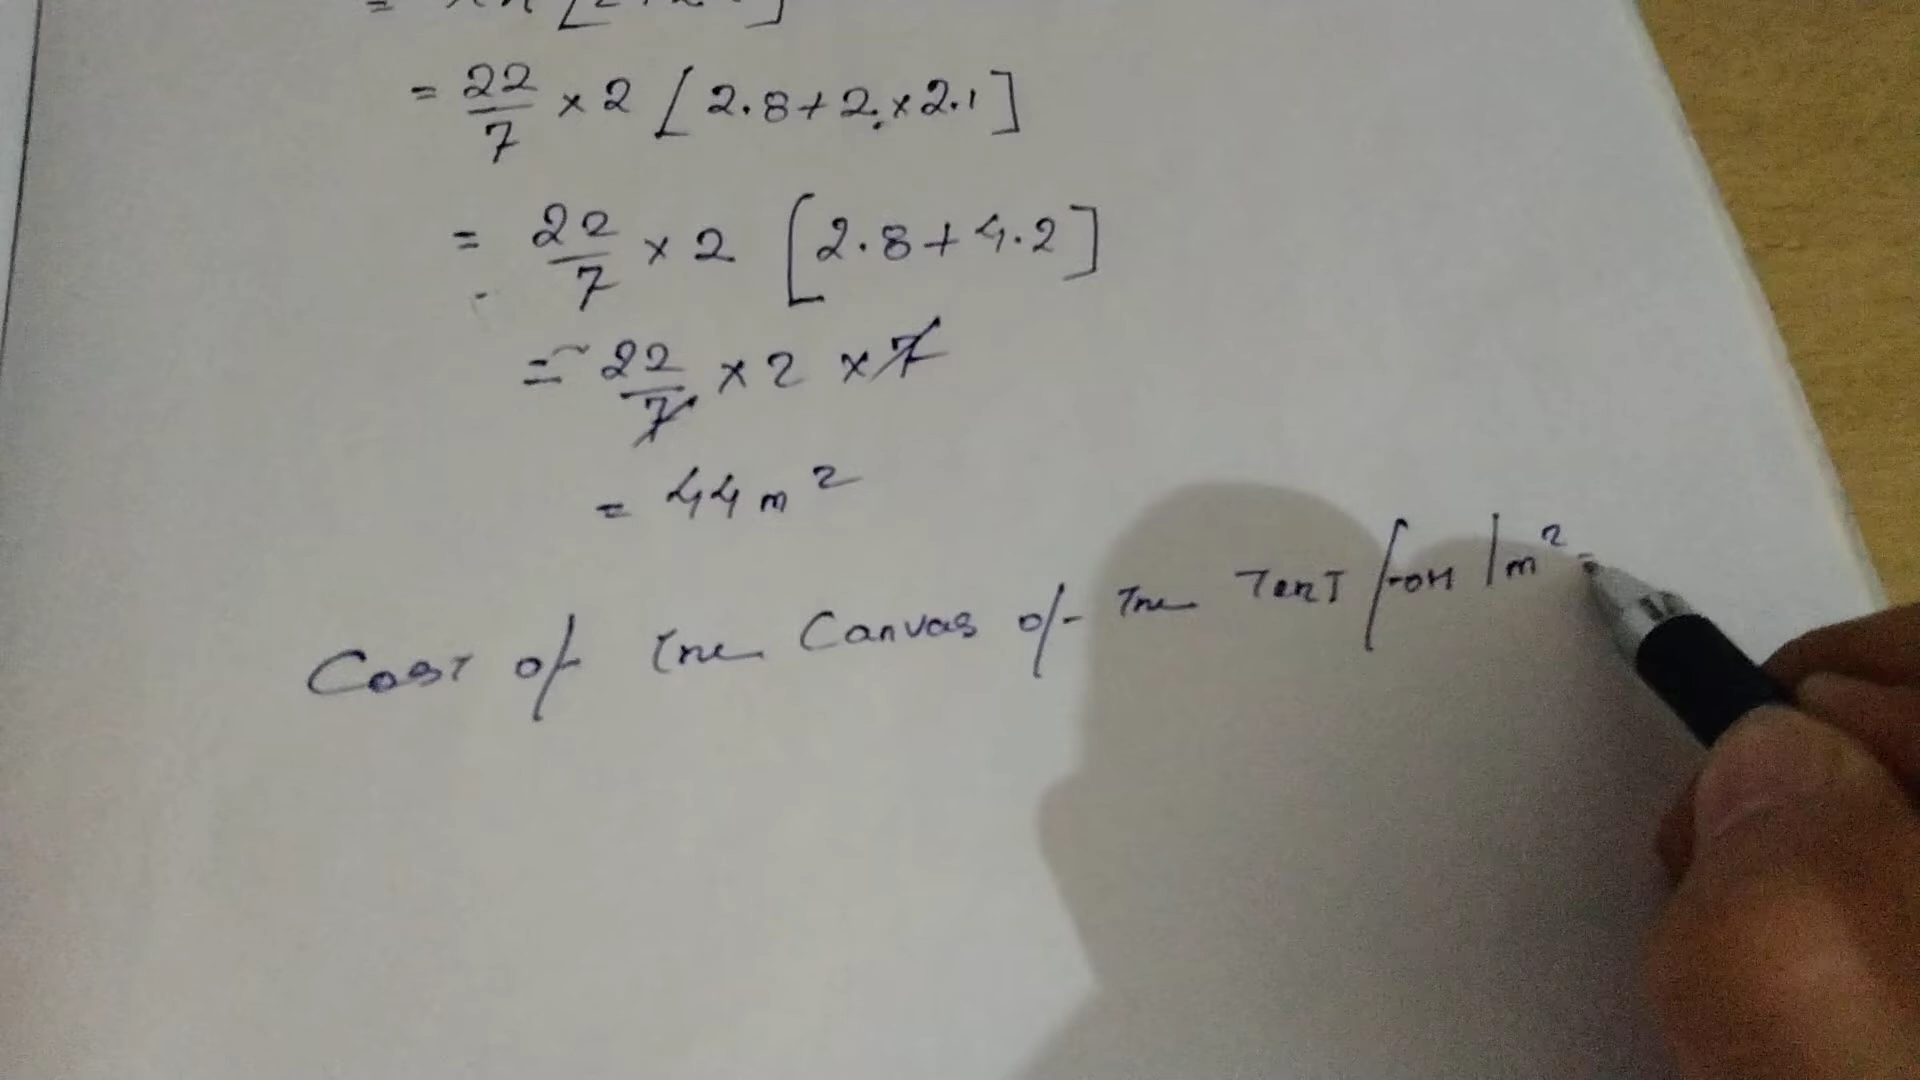 = 22/7 × 2 [2.8+2×2.1]
= 22/7 × 2 [2.8+4.2]
= 22/7 × 2 × 7
= 44 m²
Cost of the Canvas of the Tent for 1m² =